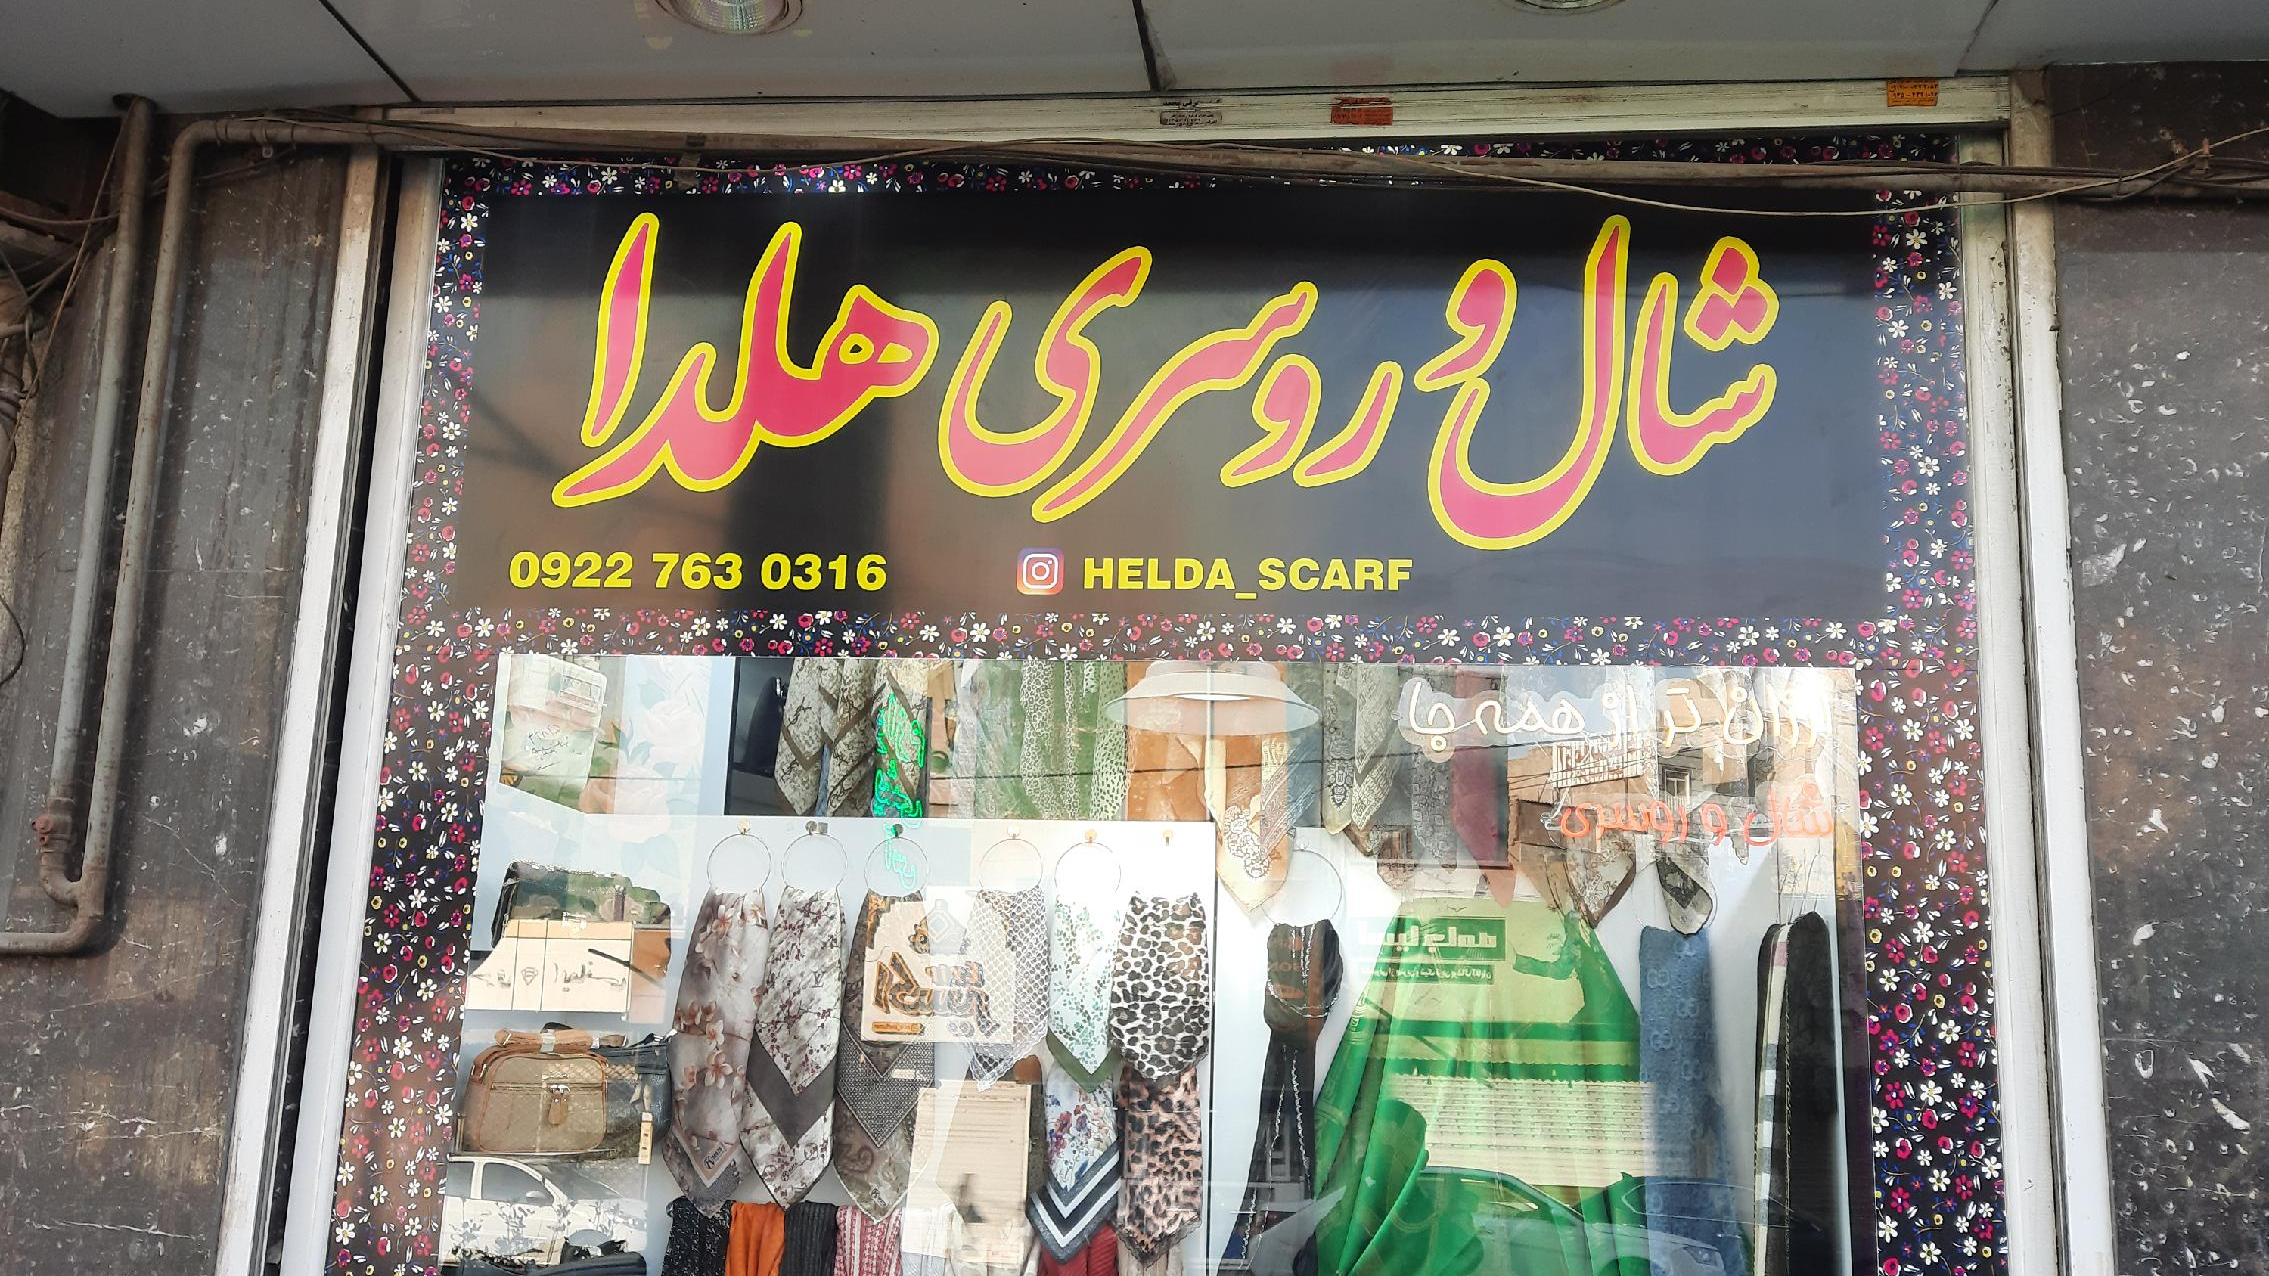 شال و روسری هلدا
0922 763 0316 HELDA_SCARF
ارزان تر از همه جا
شال و روسری